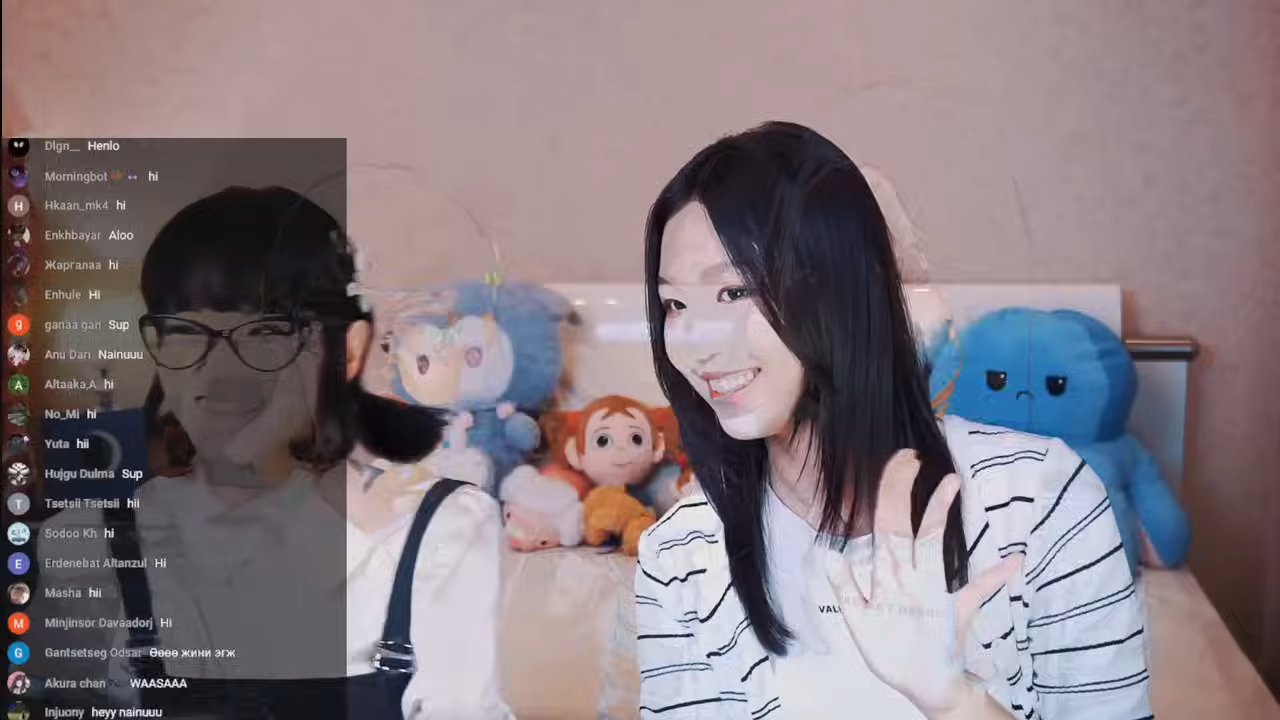 Dlgn__ Henlo
Morningbot hi
Hkaan_mk4 hi
Enkhbayar Aloo
Жаргалаа hi
Enhule Hi
ganaa gan Sup
Anu Dari Nainuuu
Altaaka,A hi
No_Mi hi
Yuta hii
Hujgu Dulma Sup
Tsetsii Tsetsii hii
Sodoo Kh hi
Erdenebat Altanzul Hi
Masha hii
Minjinsor Davaadorj Hi
Gantsetseg Odsar Өөөө жини эгж
Akura chan WAASAAA
Injuony heyy nainuuu